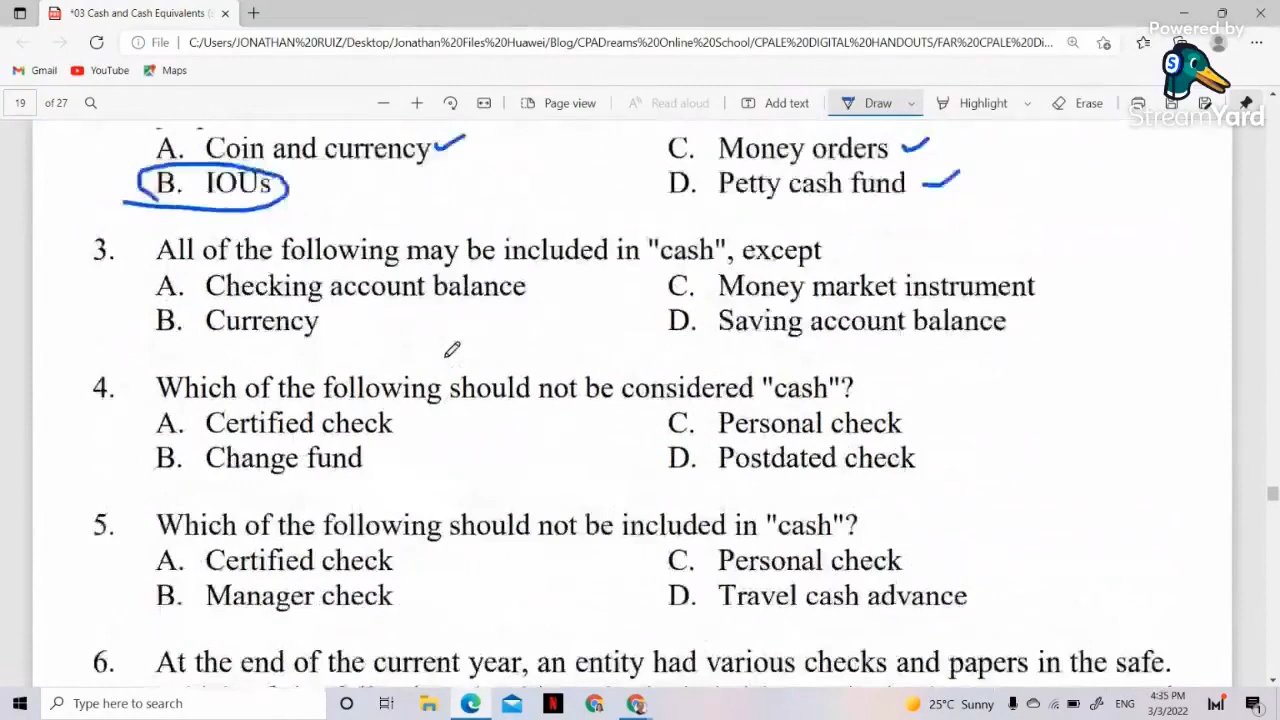 *03 Cash and Cash Equivalents (s
File
C:/Users/JONATHAN%20RUIZ/Desktop/Jonathan%20Files%20Huawei/Blog/CPADreams%20Online%20School/CPALE%20DIGITAL%20HANDOUTS/FAR%20CPALE%20Di...
Powered by
StreamYard
Gmail YouTube Maps
19 of 27 Page view Read aloud Add text Draw Highlight Erase
A. Coin and currency C. Money orders
B. IOUs D. Petty cash fund
3. All of the following may be included in "cash", except
A. Checking account balance C. Money market instrument
B. Currency D. Saving account balance
4. Which of the following should not be considered "cash"?
A. Certified check C. Personal check
B. Change fund D. Postdated check
5. Which of the following should not be included in "cash"?
A. Certified check C. Personal check
B. Manager check D. Travel cash advance
6. At the end of the current year, an entity had various checks and papers in the safe.
Type here to search
25°C Sunny ENG 4:35 PM
3/3/2022